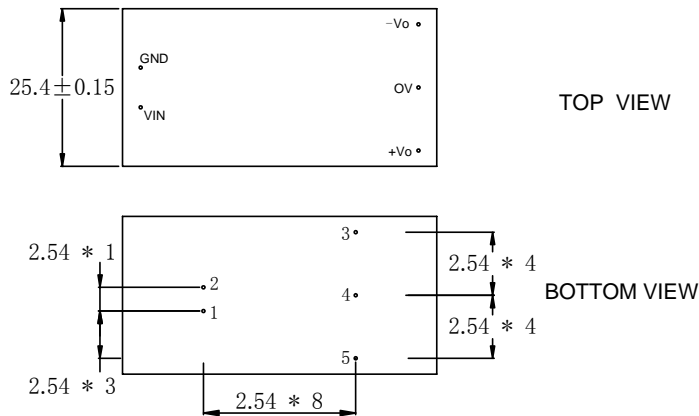 -Vo
GND
25.4±0.15
OV
TOP VIEW
VIN
+Vo
2.54 * 1
3
2.54 * 4
2
4
BOTTOM VIEW
1
2.54 * 4
5
2.54 * 3
2.54 * 8